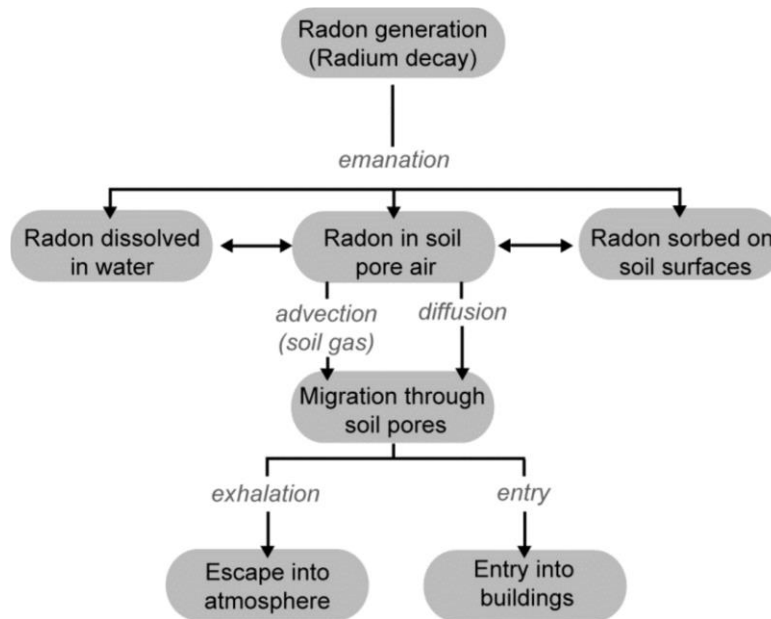 Radon generation
(Radium decay)
emanation
Radon dissolved
in water
Radon in soil
pore air
Radon sorbed on
soil surfaces
advection
(soil gas)
diffusion
Migration through
soil pores
exhalation
entry
Escape into
atmosphere
Entry into
buildings